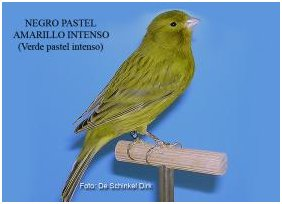 NEGRO PASTEL
AMARILLO INTENSO
(Verde pastel intenso)
Foto: De Schinkel Dirk